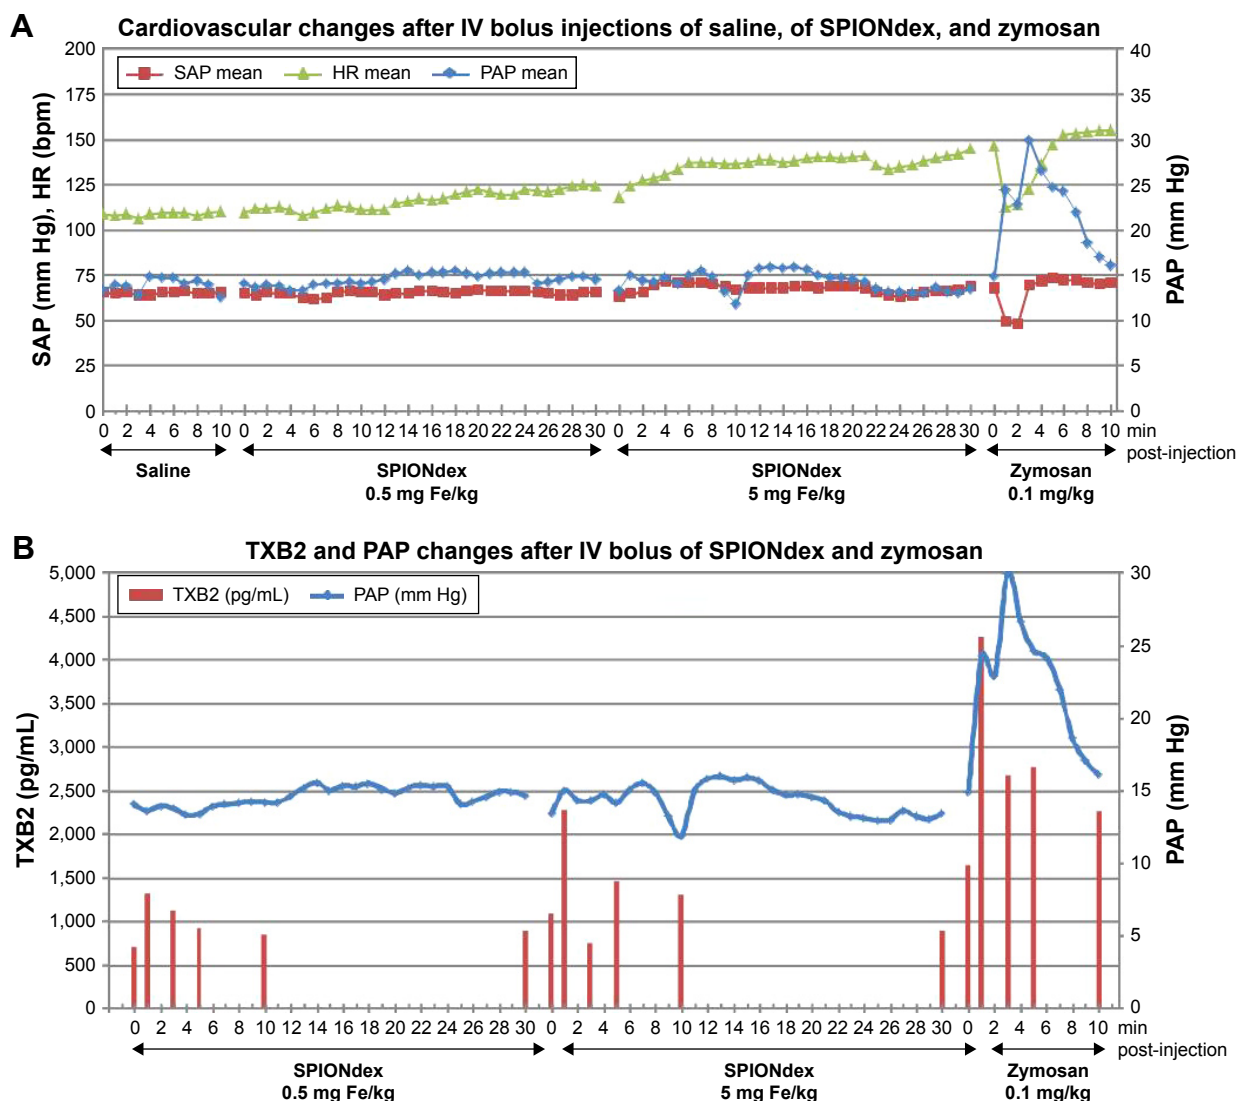 A
Cardiovascular changes after IV bolus injections of saline, of SPIONdex, and zymosan
SAP mean HR mean PAP mean
SAP (mm Hg), HR (bpm)
200
175
150
125
100
75
50
25
0
PAP (mm Hg)
40
35
30
25
20
15
10
5
0
0 2 4 6 8 10 0 2 4 6 8 10 12 14 16 18 20 22 24 26 28 30 0 2 4 6 8 10 12 14 16 18 20 22 24 26 28 30 0 2 4 6 8 10 min
post-injection
Saline SPIONdex SPIONdex Zymosan
0.5 mg Fe/kg 5 mg Fe/kg 0.1 mg/kg
B
TXB2 and PAP changes after IV bolus of SPIONdex and zymosan
TXB2 (pg/mL) PAP (mm Hg)
TXB2 (pg/mL)
5,000
4,500
4,000
3,500
3,000
2,500
2,000
1,500
1,000
500
0
PAP (mm Hg)
30
25
20
15
10
5
0
0 2 4 6 8 10 12 14 16 18 20 22 24 26 28 30 0 2 4 6 8 10 12 14 16 18 20 22 24 26 28 30 0 2 4 6 8 10 min
post-injection
SPIONdex SPIONdex Zymosan
0.5 mg Fe/kg 5 mg Fe/kg 0.1 mg/kg